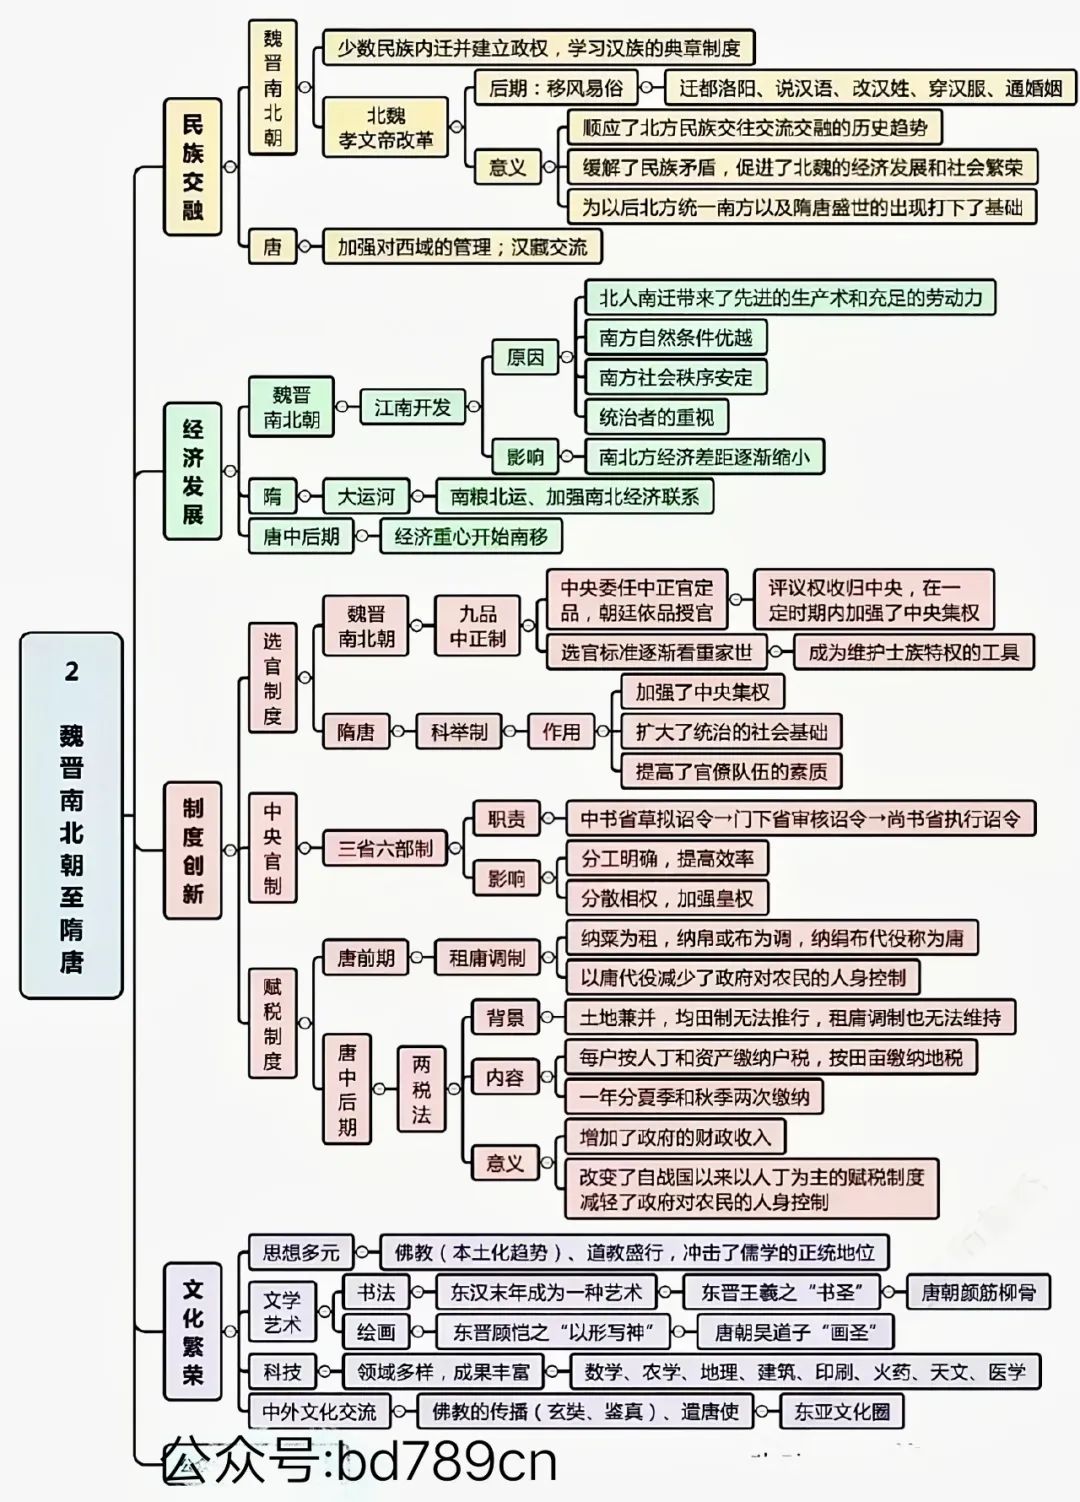 2
魏晋南北朝至隋唐
民族交融
魏晋南北朝
少数民族内迁并建立政权，学习汉族的典章制度
北魏
孝文帝改革
后期：移风易俗
迁都洛阳、说汉语、改汉姓、穿汉服、通婚姻
意义
顺应了北方民族交往交流交融的历史趋势
缓解了民族矛盾，促进了北魏的经济发展和社会繁荣
为以后北方统一南方以及隋唐盛世的出现打下了基础
唐
加强对西域的管理；汉藏交流
经济发展
魏晋
南北朝
江南开发
原因
北人南迁带来了先进的生产术和充足的劳动力
南方自然条件优越
南方社会秩序安定
统治者的重视
影响
南北方经济差距逐渐缩小
隋
大运河
南粮北运、加强南北经济联系
唐中后期
经济重心开始南移
制度创新
选官制度
魏晋
南北朝
九品
中正制
中央委任中正官定
品，朝廷依品授官
评议权收归中央，在一
定时期内加强了中央集权
选官标准逐渐看重家世
成为维护士族特权的工具
隋唐
科举制
作用
加强了中央集权
扩大了统治的社会基础
提高了官僚队伍的素质
中央官制
三省六部制
职责
中书省草拟诏令→门下省审核诏令→尚书省执行诏令
影响
分工明确，提高效率
分散相权，加强皇权
赋税制度
唐前期
租庸调制
纳粟为租，纳帛或布为调，纳绢布代役称为庸
以庸代役减少了政府对农民的人身控制
唐中后期
两税法
背景
土地兼并，均田制无法推行，租庸调制也无法维持
内容
每户按人丁和资产缴纳户税，按田亩缴纳地税
一年分夏季和秋季两次缴纳
意义
增加了政府的财政收入
改变了自战国以来以人丁为主的赋税制度
减轻了政府对农民的人身控制
文化繁荣
思想多元
佛教（本土化趋势）、道教盛行，冲击了儒学的正统地位
文学
艺术
书法
东汉末年成为一种艺术
东晋王羲之“书圣”
唐朝颜筋柳骨
绘画
东晋顾恺之“以形写神”
唐朝吴道子“画圣”
科技
领域多样，成果丰富
数学、农学、地理、建筑、印刷、火药、天文、医学
中外文化交流
佛教的传播（玄奘、鉴真）、遣唐使
东亚文化圈
公众号:bd789cn